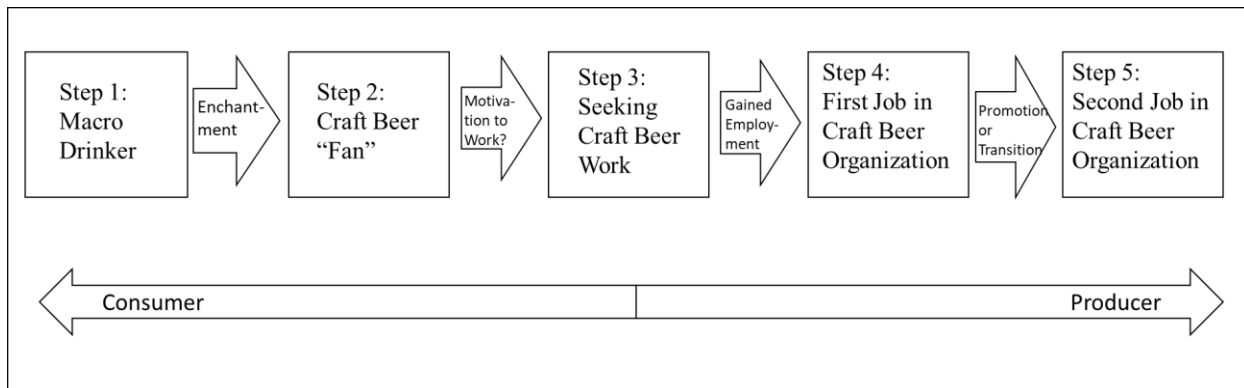 Step 1:
Macro
Drinker
Enchant-
ment
Step 2:
Craft Beer
“Fan”
Motiva-
tion to
Work?
Step 3:
Seeking
Craft Beer
Work
Gained
Employ-
ment
Step 4:
First Job in
Craft Beer
Organization
Promotion
or
Transition
Step 5:
Second Job in
Craft Beer
Organization
Consumer
Producer